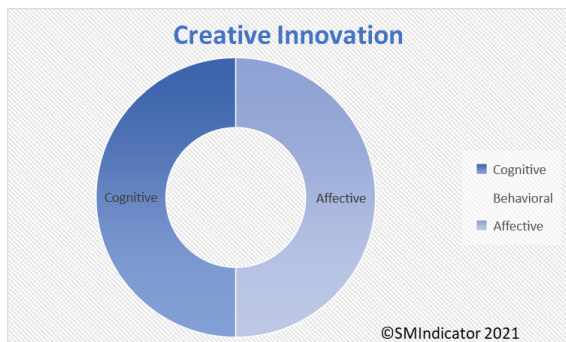 Creative Innovation
Cognitive
Affective
Cognitive
Behavioral
Affective
©SMIndicator 2021